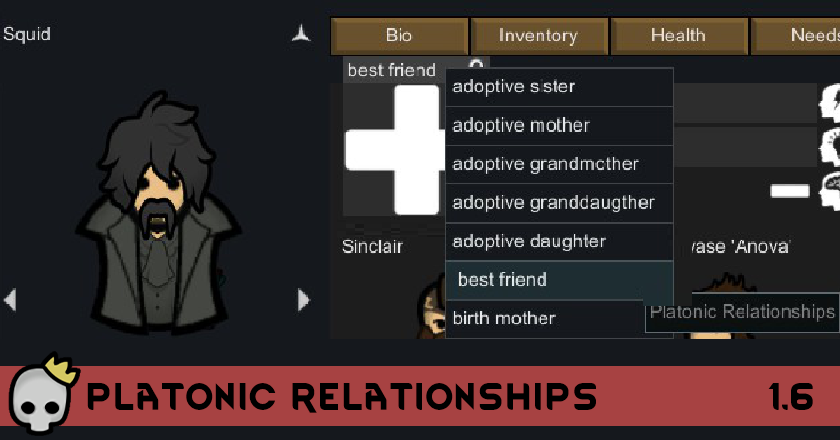 Squid
Bio
Inventory
Health
Needs
best friend
adoptive sister
adoptive mother
adoptive grandmother
adoptive granddaugther
adoptive daughter
best friend
birth mother
Sinclair
vase 'Anova'
Platonic Relationships
PLATONIC RELATIONSHIPS
1.6